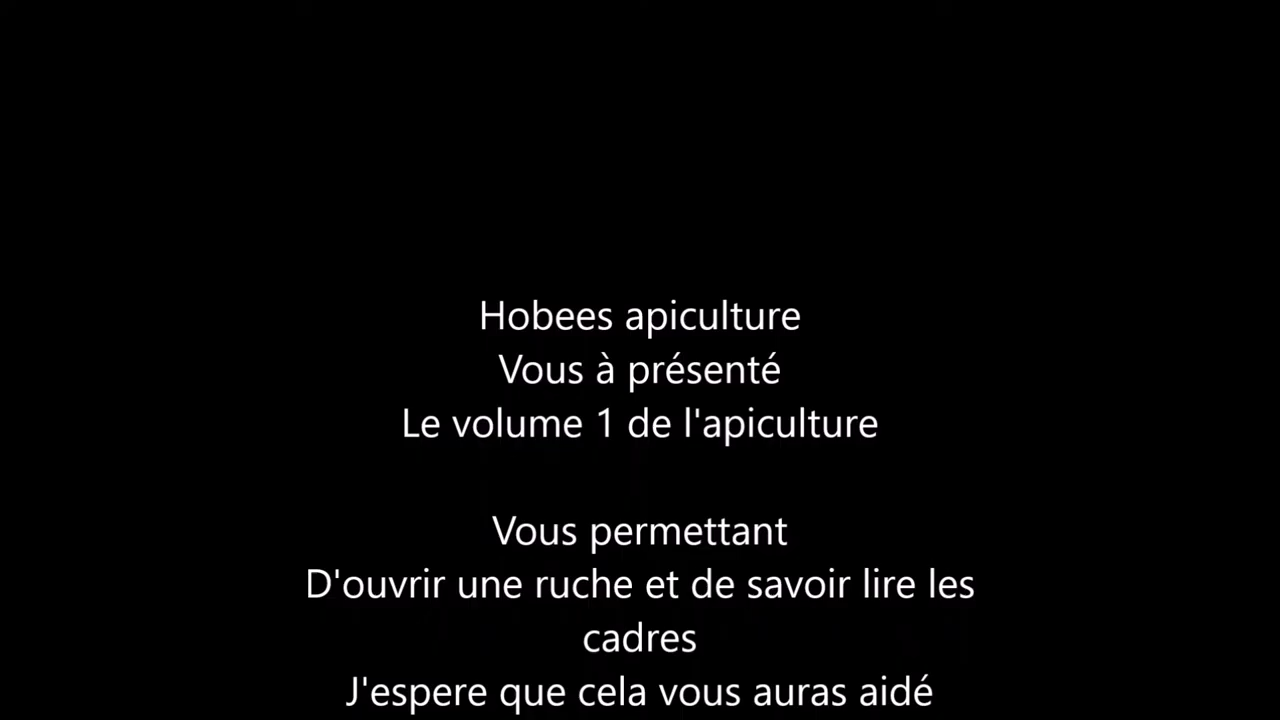 Hobees apiculture
Vous à présenté
Le volume 1 de l'apiculture
Vous permettant
D'ouvrir une ruche et de savoir lire les
cadres
J'espere que cela vous auras aidé